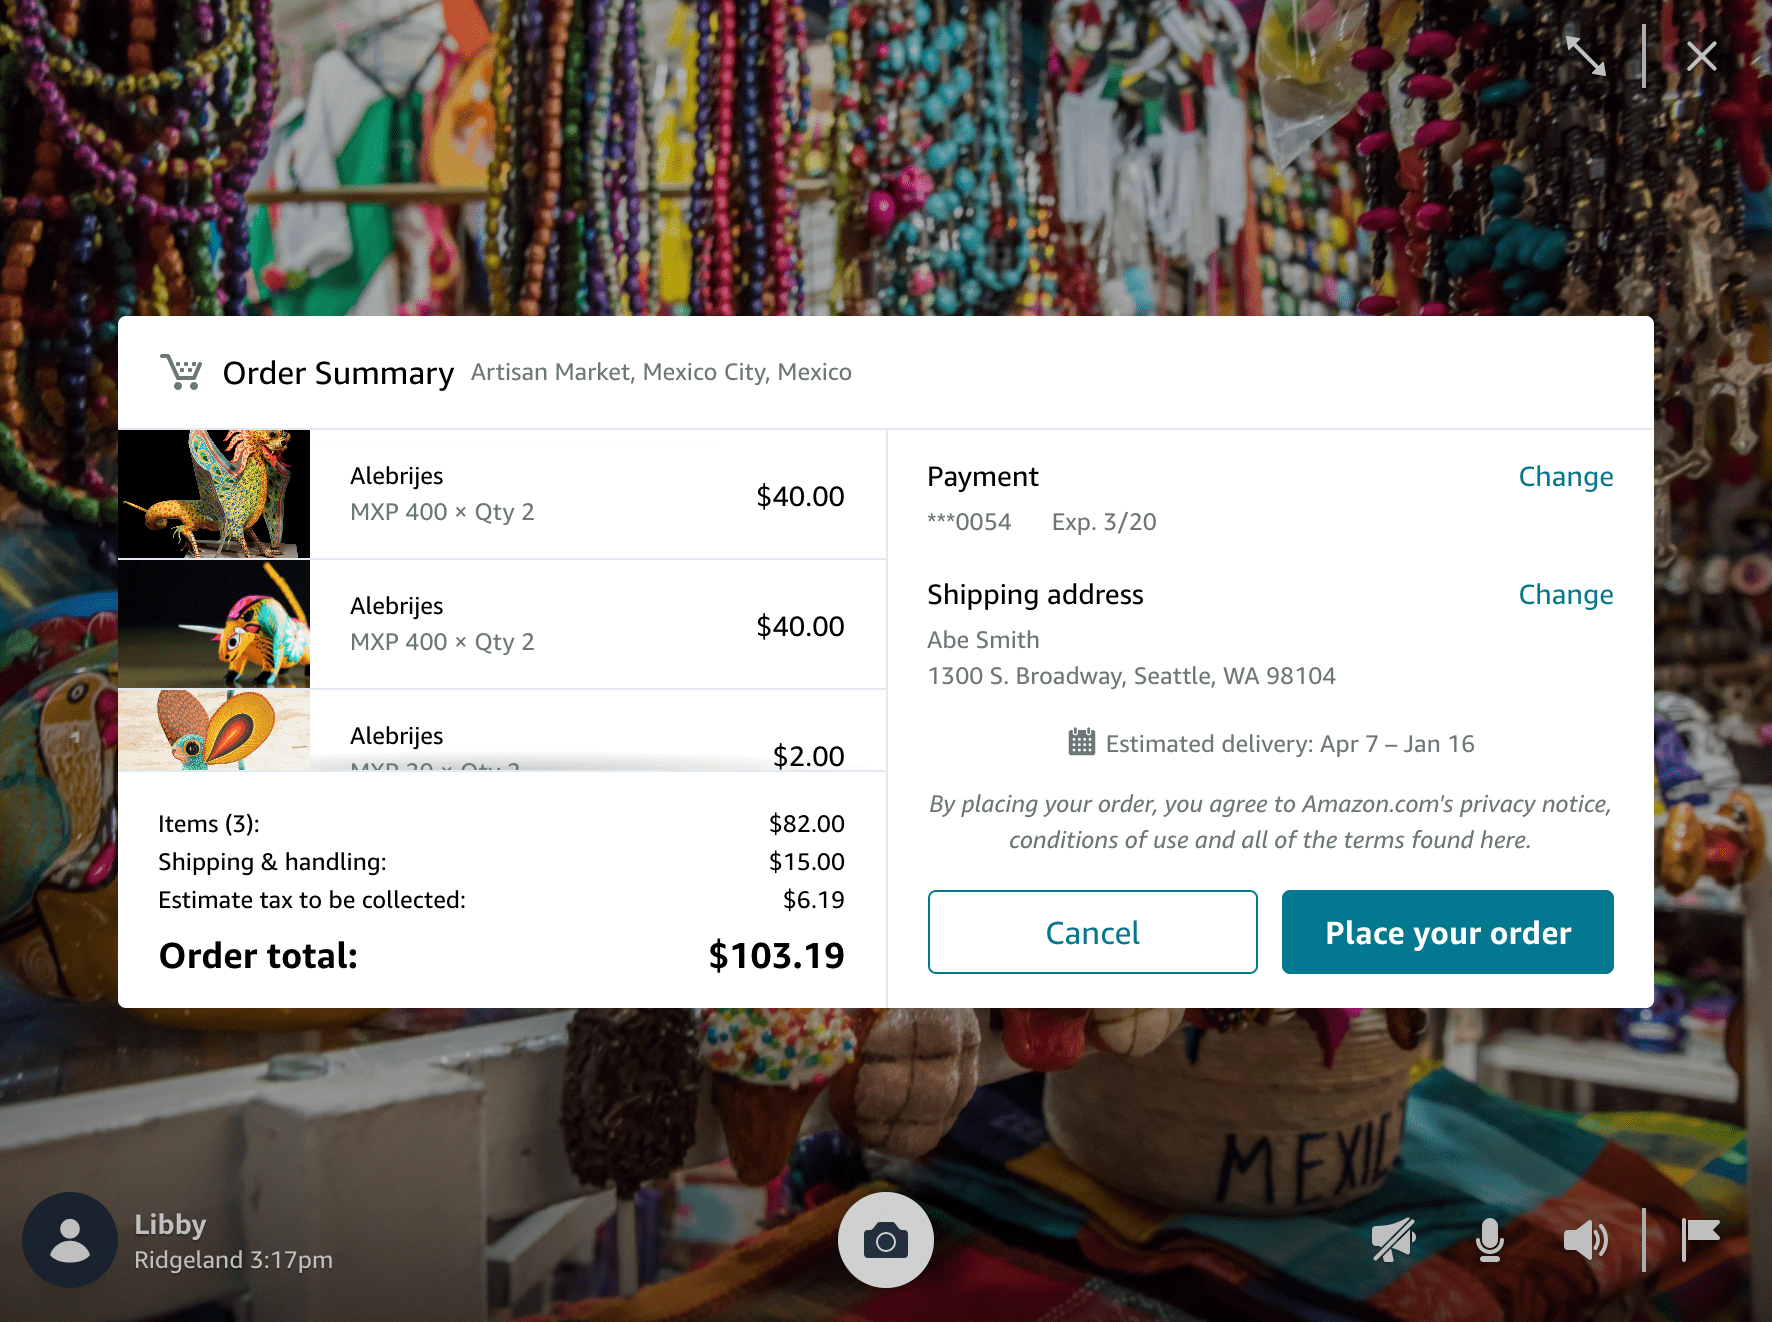 Order Summary Artisan Market, Mexico City, Mexico
Alebrijes
MXP 400 × Qty 2
$40.00
Alebrijes
MXP 400 × Qty 2
$40.00
Alebrijes
$2.00
Items (3): $82.00
Shipping & handling: $15.00
Estimate tax to be collected: $6.19
Order total: $103.19
Payment Change
***0054 Exp. 3/20
Shipping address Change
Abe Smith
1300 S. Broadway, Seattle, WA 98104
Estimated delivery: Apr 7 – Jan 16
By placing your order, you agree to Amazon.com's privacy notice,
conditions of use and all of the terms found here.
Cancel Place your order
MEXIC
Libby
Ridgeland 3:17pm